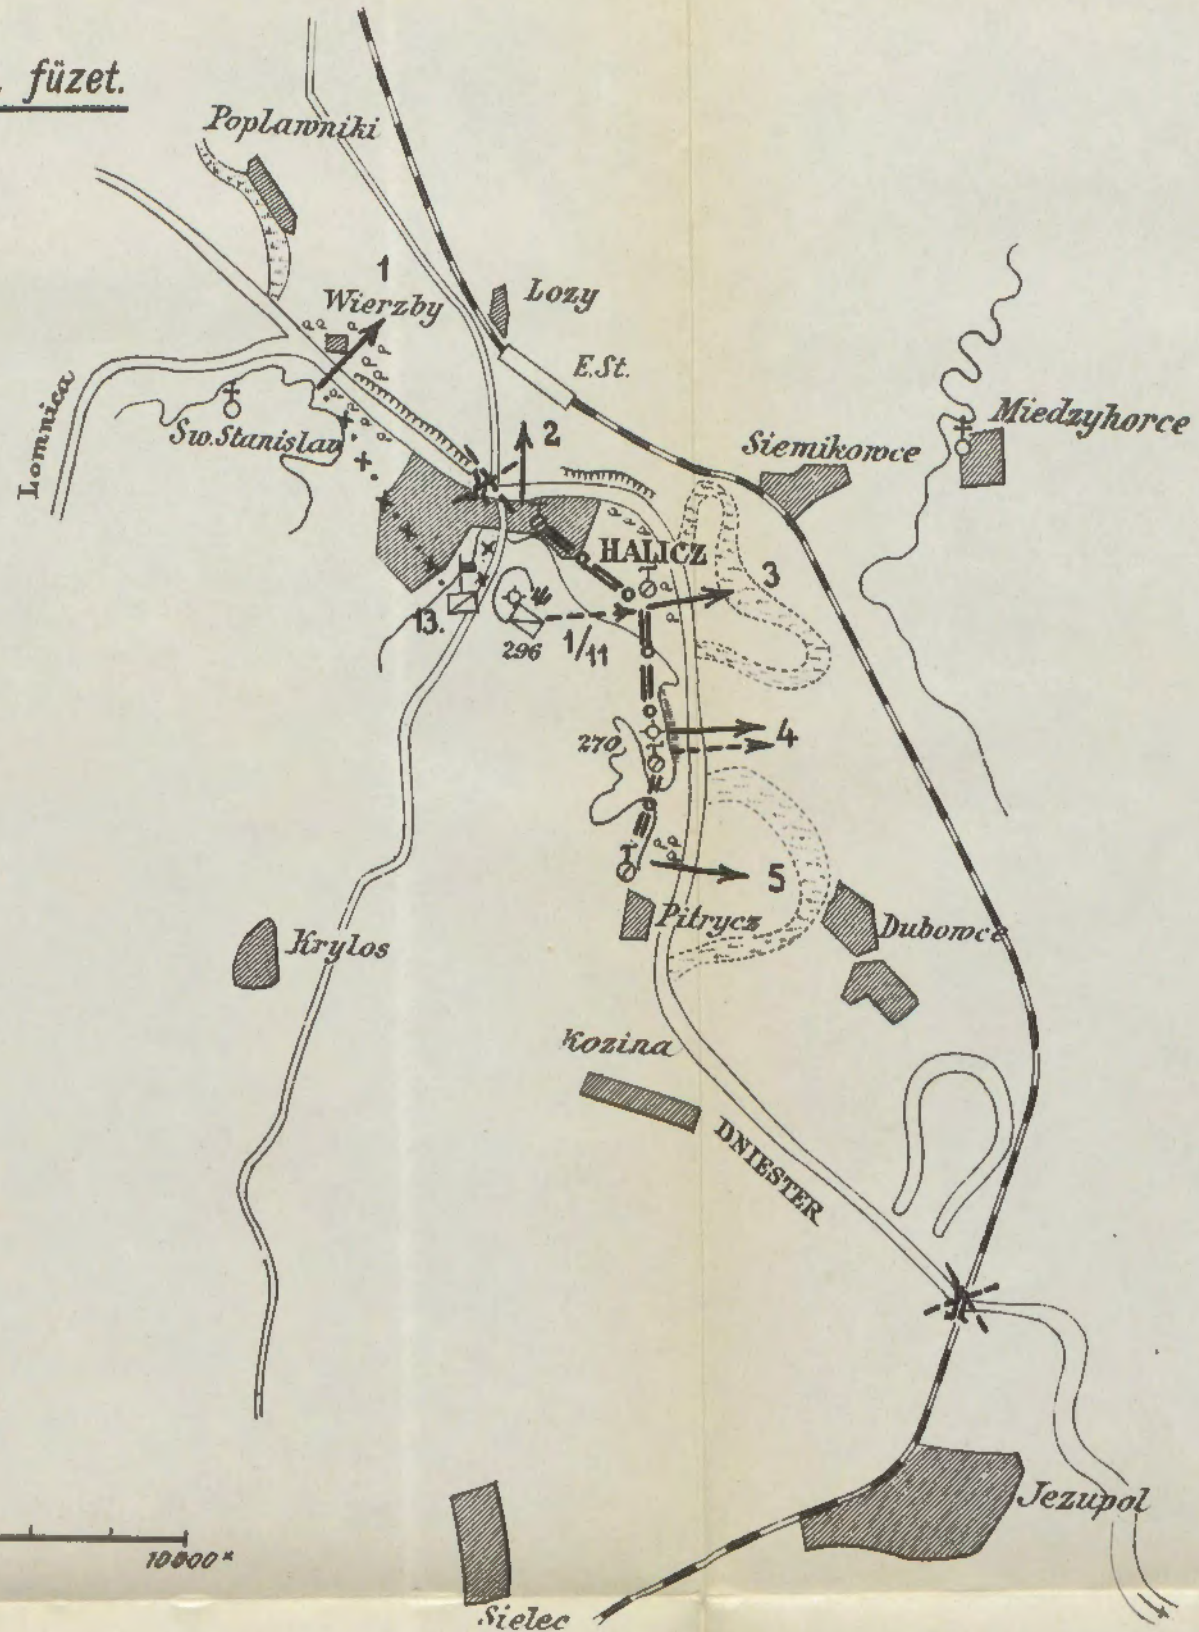 füzet.
Poplawniki
1
Wierzby
Lozy
E.St.
Lomnica
Sw.Stanislav
2
Siemikowce
Miedzyhorce
HALICZ
3
13.
296
1/11
270
4
5
Pitrycz
Dubowce
Krylos
Kozina
DNIESTER
Jezupol
10000ˣ
Sielec